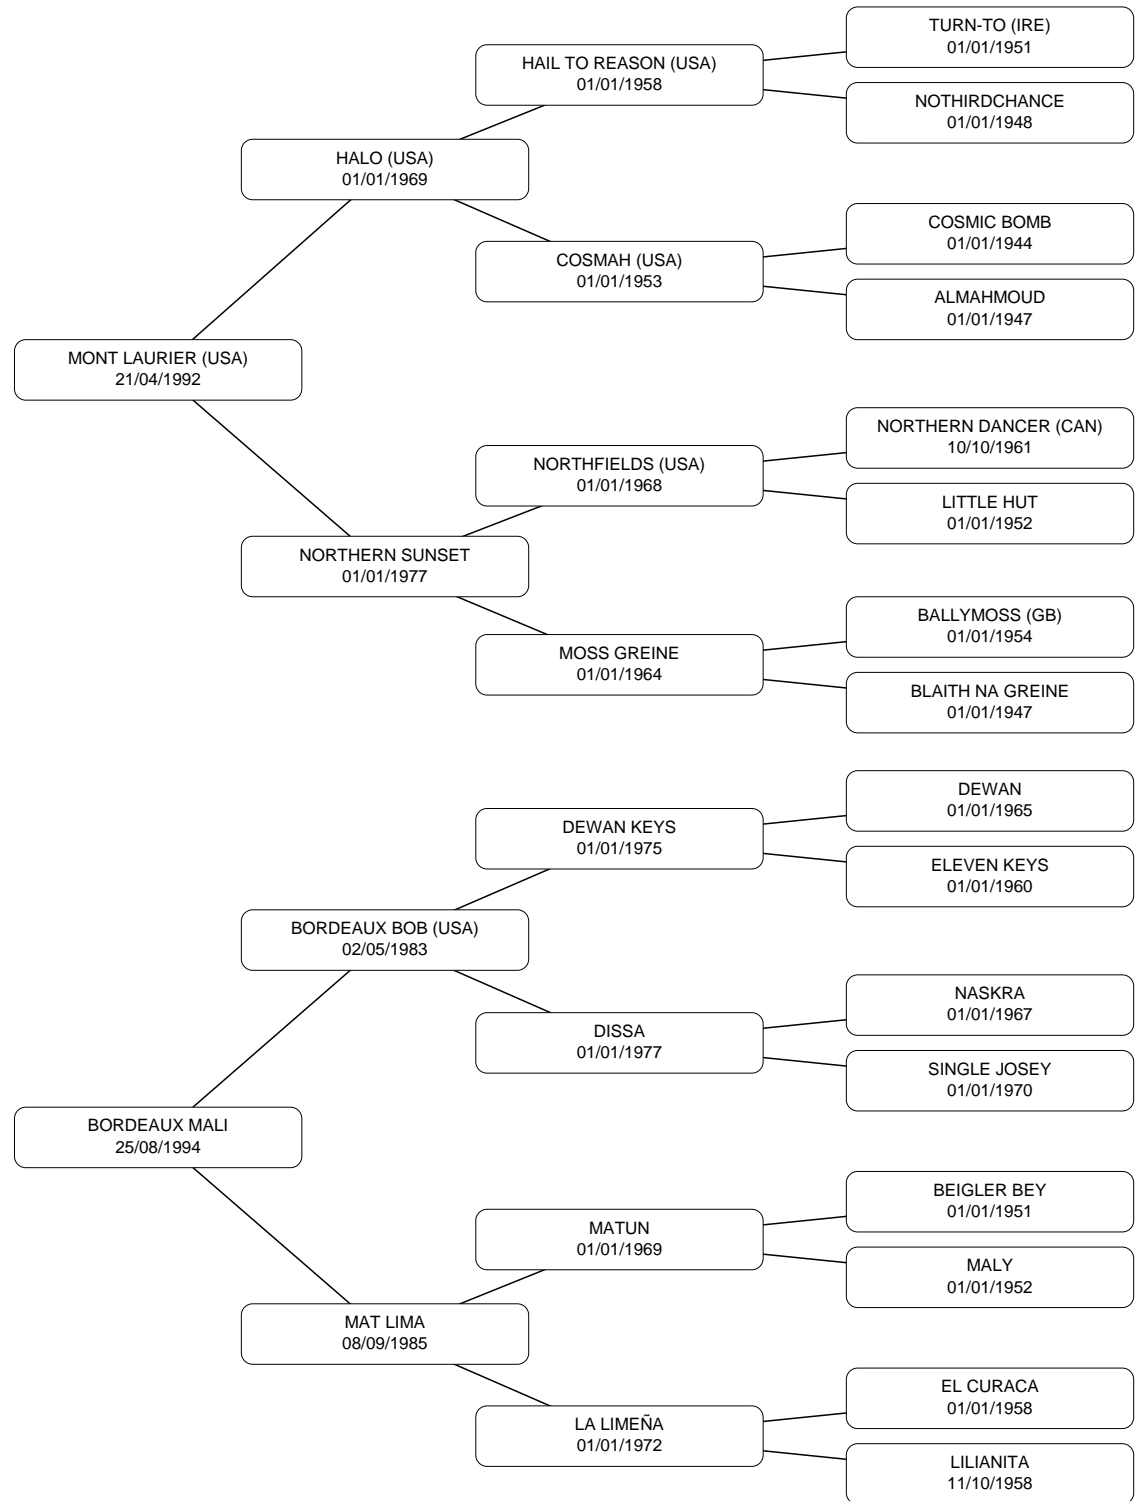 TURN-TO (IRE)
01/01/1951
HAIL TO REASON (USA)
01/01/1958
NOTHIRDCHANCE
01/01/1948
HALO (USA)
01/01/1969
COSMIC BOMB
01/01/1944
COSMAH (USA)
01/01/1953
ALMAHMOUD
01/01/1947
MONT LAURIER (USA)
21/04/1992
NORTHERN DANCER (CAN)
10/10/1961
NORTHFIELDS (USA)
01/01/1968
LITTLE HUT
01/01/1952
NORTHERN SUNSET
01/01/1977
BALLYMOSS (GB)
01/01/1954
MOSS GREINE
01/01/1964
BLAITH NA GREINE
01/01/1947
DEWAN
01/01/1965
DEWAN KEYS
01/01/1975
ELEVEN KEYS
01/01/1960
BORDEAUX BOB (USA)
02/05/1983
NASKRA
01/01/1967
DISSA
01/01/1977
SINGLE JOSEY
01/01/1970
BORDEAUX MALI
25/08/1994
BEIGLER BEY
01/01/1951
MATUN
01/01/1969
MALY
01/01/1952
MAT LIMA
08/09/1985
EL CURACA
01/01/1958
LA LIMEÑA
01/01/1972
LILIANITA
11/10/1958